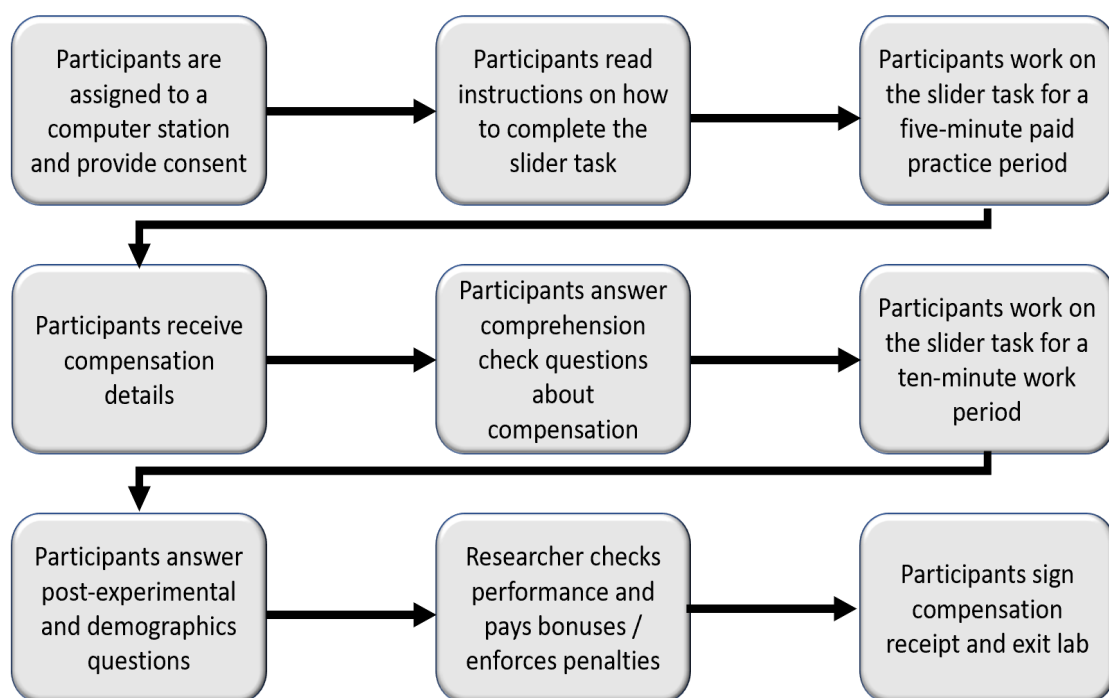 Participants are
assigned to a
computer station
and provide consent
Participants read
instructions on how
to complete the
slider task
Participants work on
the slider task for a
five-minute paid
practice period
Participants receive
compensation
details
Participants answer
comprehension
check questions
about
compensation
Participants work on
the slider task for a
ten-minute work
period
Participants answer
post-experimental
and demographics
questions
Researcher checks
performance and
pays bonuses /
enforces penalties
Participants sign
compensation
receipt and exit lab